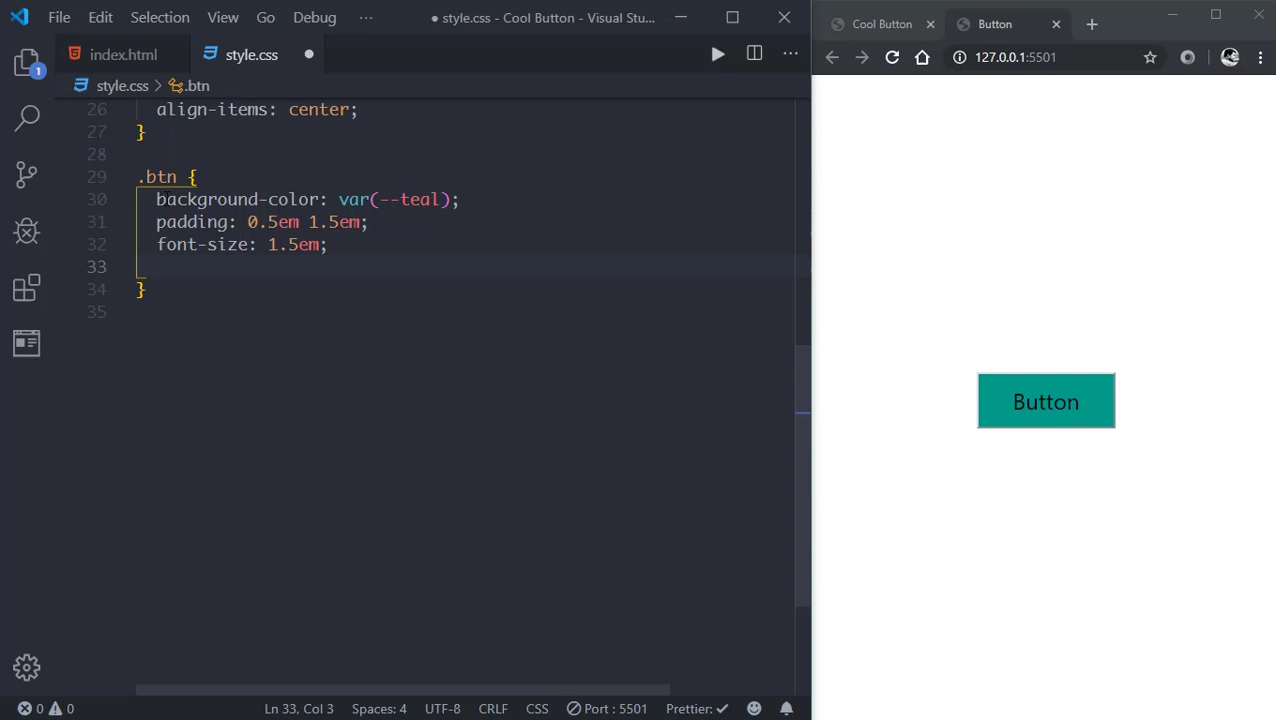 File Edit Selection View Go Debug ··· ● style.css - Cool Button - Visual Stu...
index.html style.css
style.css > .btn
26 align-items: center;
27 }
28
29 .btn {
30 background-color: var(--teal);
31 padding: 0.5em 1.5em;
32 font-size: 1.5em;
33
34 }
35
1
0 0 Ln 33, Col 3 Spaces: 4 UTF-8 CRLF CSS Port : 5501 Prettier: ✓
Cool Button Button
127.0.0.1:5501
Button